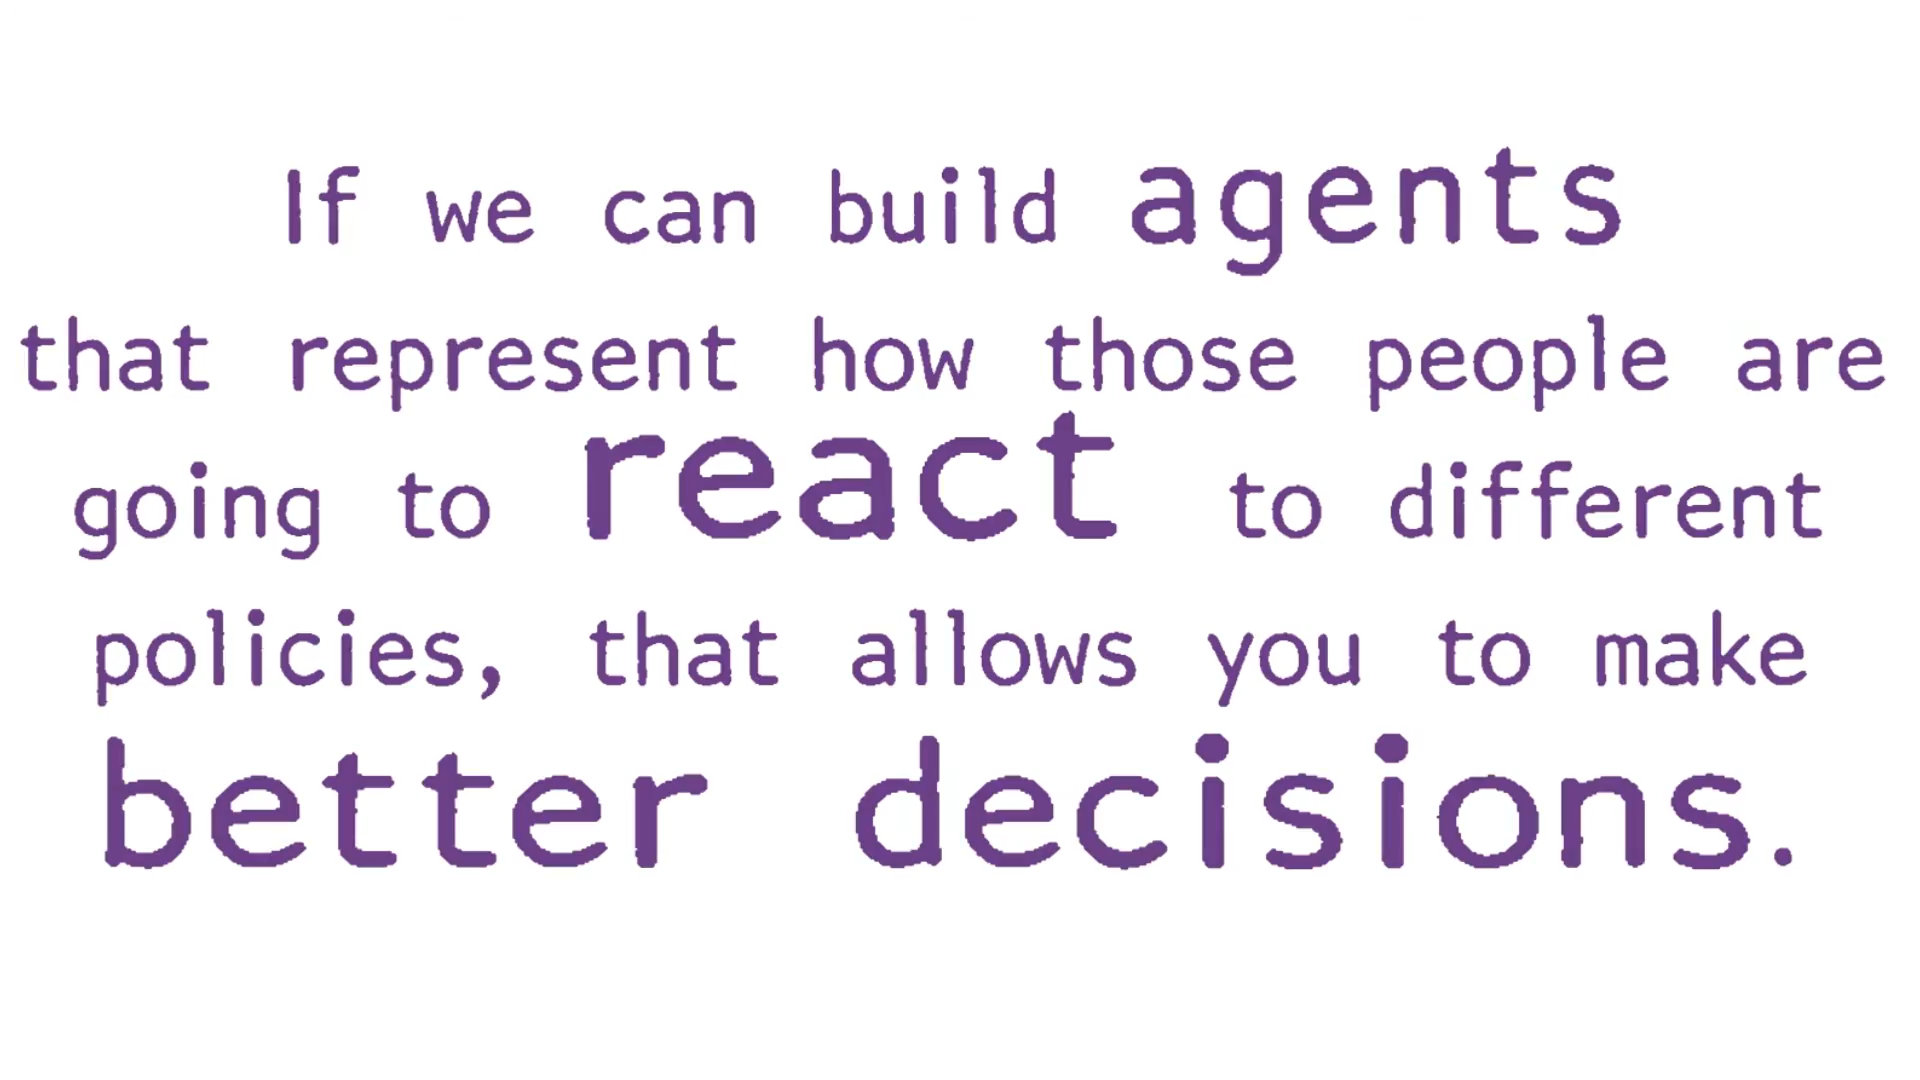 If we can build agents
that represent how those people are
going to react to different
policies, that allows you to make
better decisions.